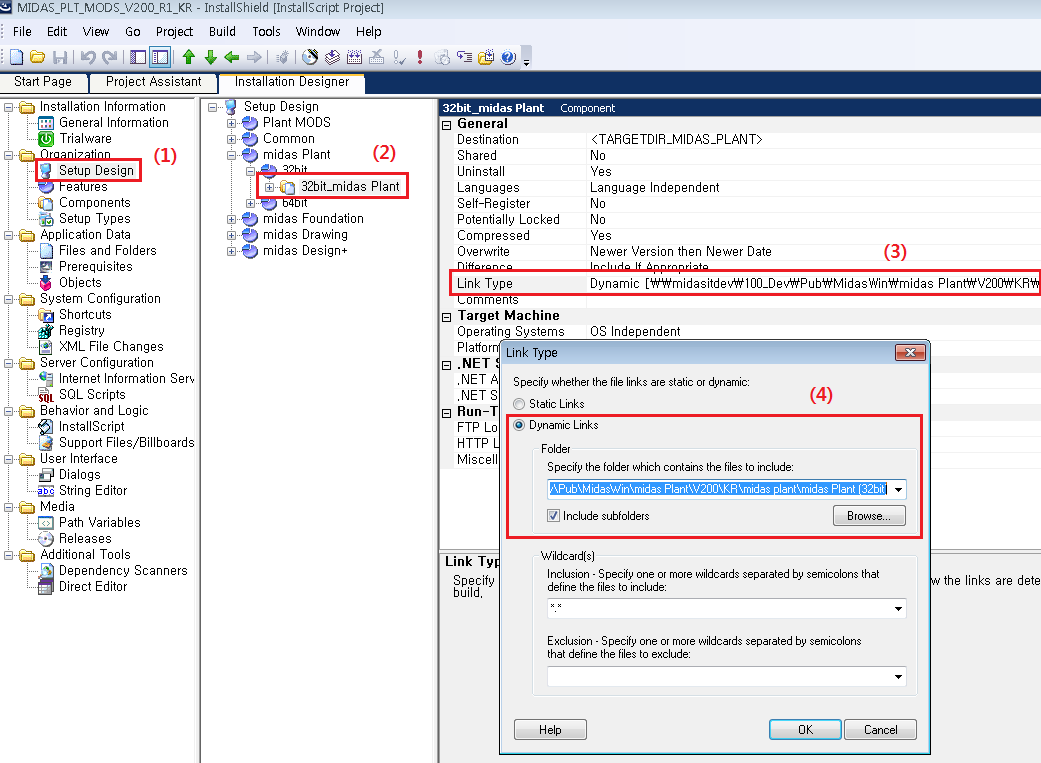 MIDAS_PLT_MODS_V200_R1_KR - InstallShield [InstallScript Project]
File Edit View Go Project Build Tools Window Help
Start Page Project Assistant Installation Designer
Installation Information
General Information
Trialware
Organization
(1)
Setup Design
Features
Components
Setup Types
Application Data
Files and Folders
Prerequisites
Objects
System Configuration
Shortcuts
Registry
XML File Changes
Server Configuration
Internet Information Serv
SQL Scripts
Behavior and Logic
InstallScript
Support Files/Billboards
User Interface
Dialogs
String Editor
Media
Path Variables
Releases
Additional Tools
Dependency Scanners
Direct Editor
Setup Design
Plant MODS
Common
midas Plant
(2)
32bit
32bit_midas Plant
64bit
midas Foundation
midas Drawing
midas Design+
32bit_midas Plant Component
General
Destination <TARGETDIR_MIDAS_PLANT>
Shared No
Uninstall Yes
Languages Language Independent
Self-Register No
Potentially Locked No
Compressed Yes
Overwrite Newer Version then Newer Date
(3)
Difference Include If Appropriate
Link Type Dynamic [₩₩midasitdev₩100_Dev₩Pub₩MidasWin₩midas Plant₩V200₩KR₩
Comments
Target Machine
Operating Systems OS Independent
Platform
.NET S
.NET A
.NET S
Run-T
FTP Lo
HTTP L
Miscell
Link Typ
Specify
build.
w the links are dete
Link Type
Specify whether the file links are static or dynamic:
Static Links
(4)
Dynamic Links
Folder
Specify the folder which contains the files to include:
\Pub\MidasWin\midas Plant\V200\KR\midas plant\midas Plant (32bit
Include subfolders
Browse...
Wildcard(s)
Inclusion - Specify one or more wildcards separated by semicolons that
define the files to include:
*.*
Exclusion - Specify one or more wildcards separated by semicolons
that define the files to exclude:
Help OK Cancel